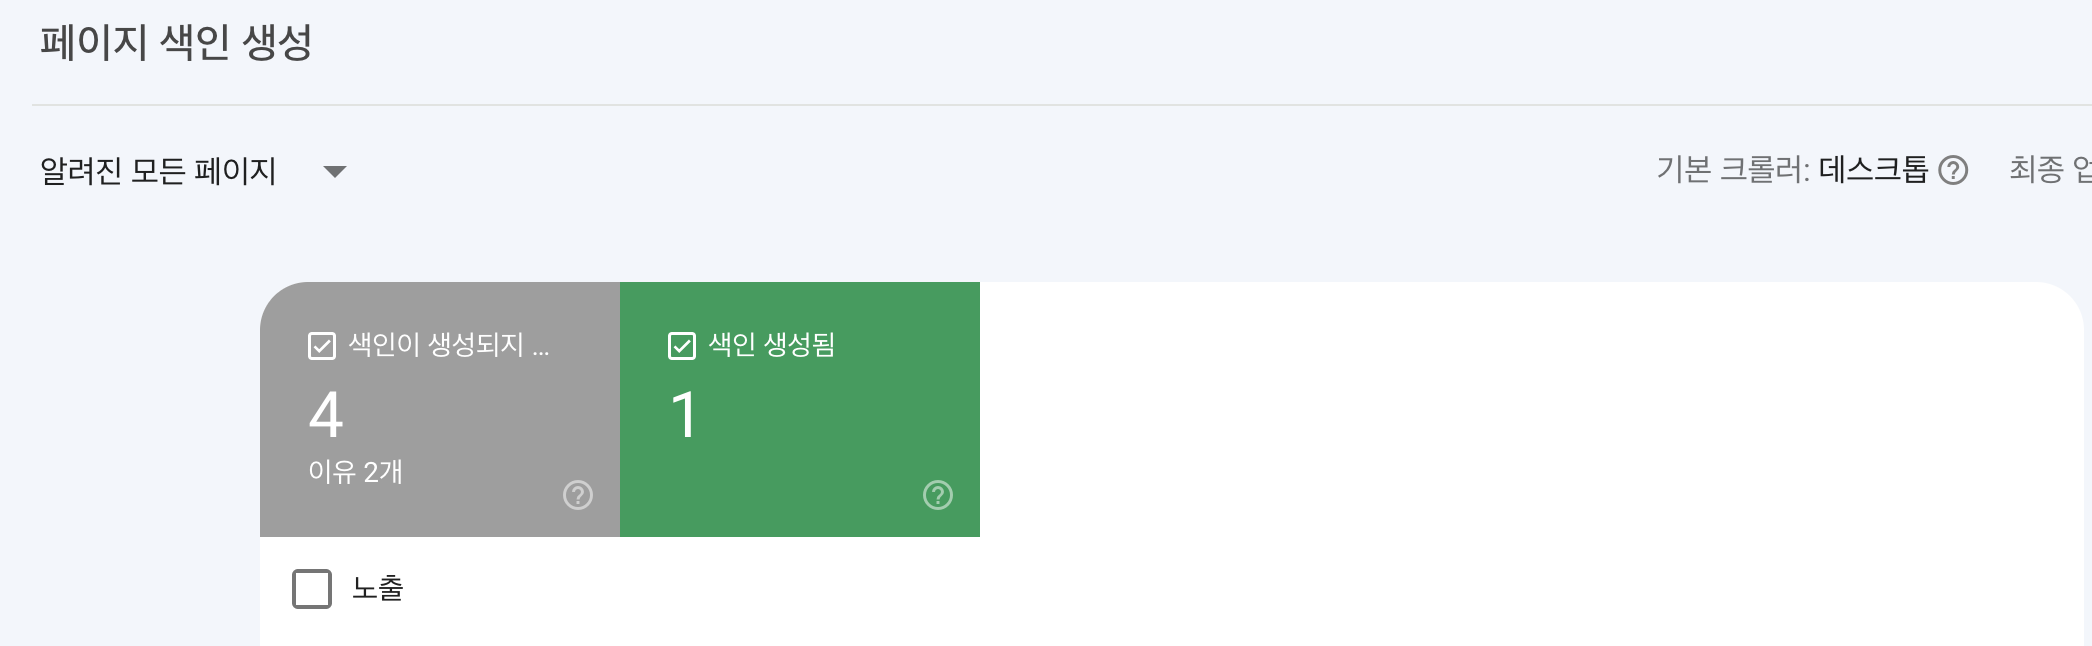 페이지 색인 생성
알려진 모든 페이지
기본 크롤러: 데스크톱
최종
색인이 생성되지 ...
색인 생성됨
4
1
이유 2개
노출